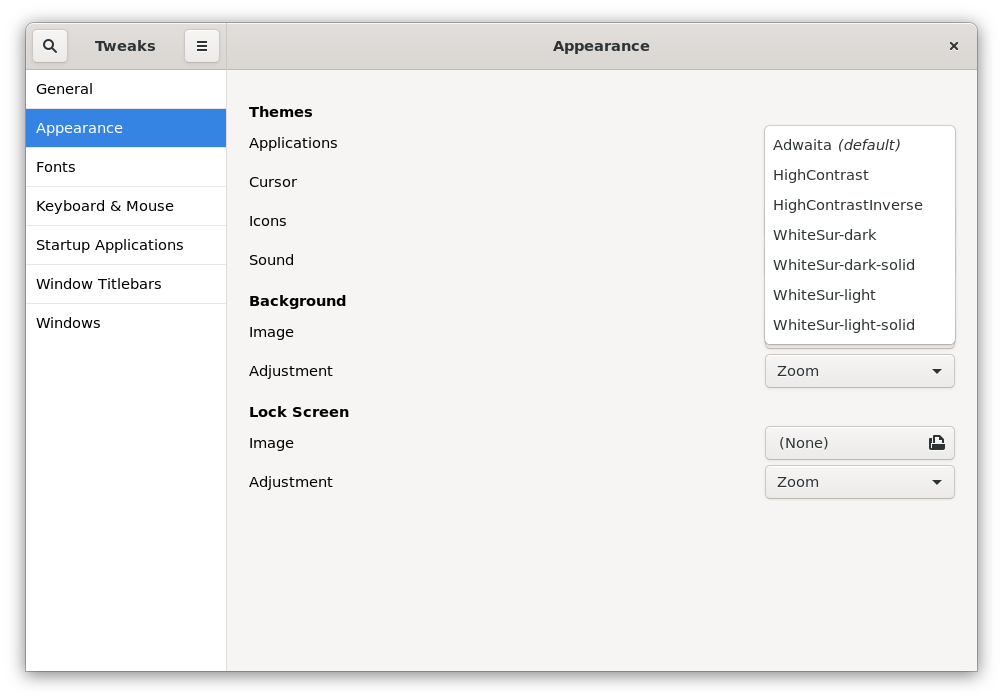 Tweaks
Appearance
General
Appearance
Fonts
Keyboard & Mouse
Startup Applications
Window Titlebars
Windows
Themes
Applications
Cursor
Icons
Sound
Adwaita (default)
HighContrast
HighContrastInverse
WhiteSur-dark
WhiteSur-dark-solid
WhiteSur-light
WhiteSur-light-solid
Background
Image
Adjustment Zoom
Lock Screen
Image (None)
Adjustment Zoom